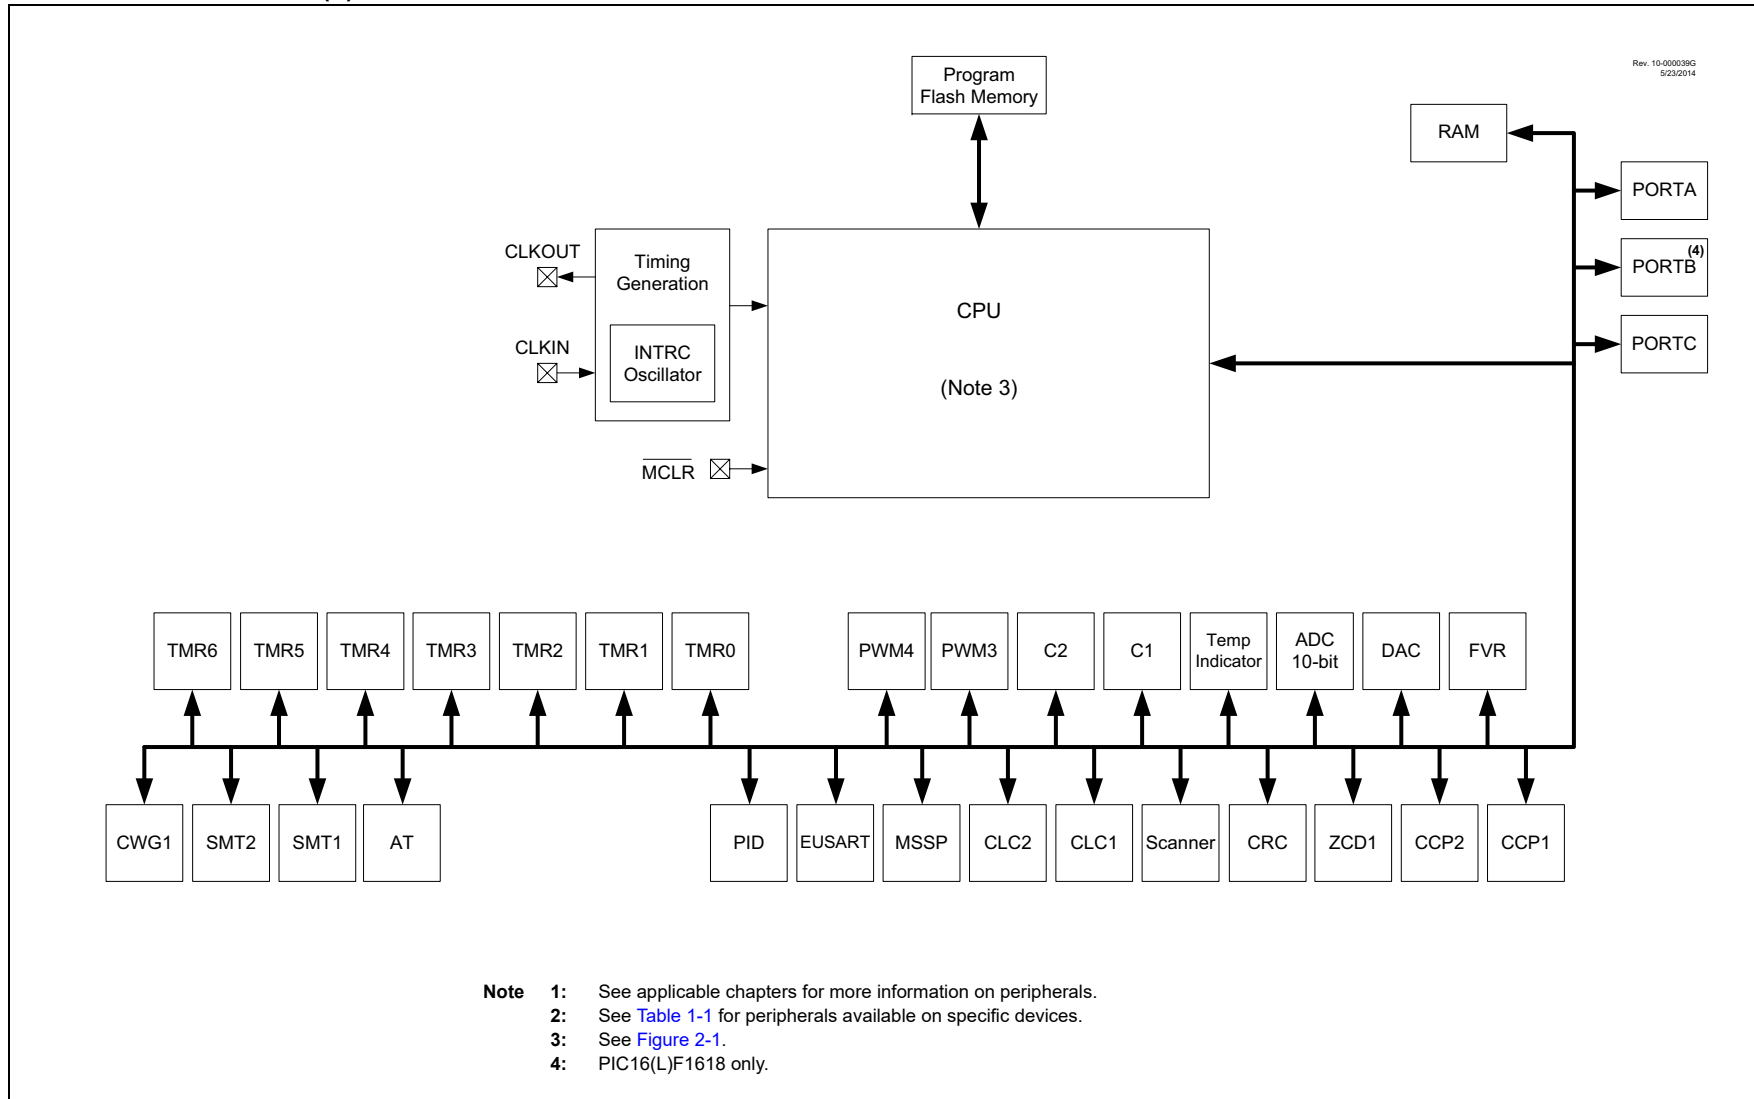 Rev. 10-000039G
5/23/2014
Program
Flash Memory
RAM
PORTA
PORTB(4)
PORTC
CLKOUT
Timing
Generation
CPU
CLKIN
INTRC
Oscillator
(Note 3)
MCLR
TMR6
TMR5
TMR4
TMR3
TMR2
TMR1
TMR0
PWM4
PWM3
C2
C1
Temp
Indicator
ADC
10-bit
DAC
FVR
CWG1
SMT2
SMT1
AT
PID
EUSART
MSSP
CLC2
CLC1
Scanner
CRC
ZCD1
CCP2
CCP1
Note 1: See applicable chapters for more information on peripherals.
2: See Table 1-1 for peripherals available on specific devices.
3: See Figure 2-1.
4: PIC16(L)F1618 only.